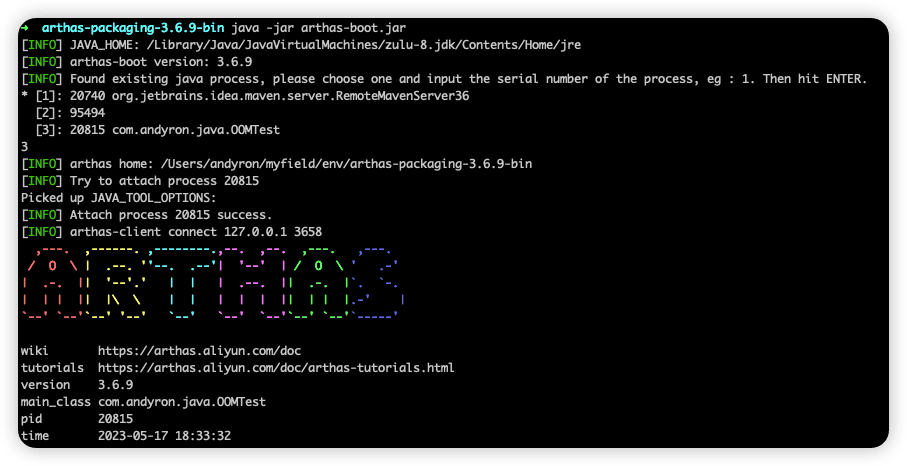 ➜  arthas-packaging-3.6.9-bin java -jar arthas-boot.jar
[INFO] JAVA_HOME: /Library/Java/JavaVirtualMachines/zulu-8.jdk/Contents/Home/jre
[INFO] arthas-boot version: 3.6.9
[INFO] Found existing java process, please choose one and input the serial number of the process, eg : 1. Then hit ENTER.
* [1]: 20740 org.jetbrains.idea.maven.server.RemoteMavenServer36
  [2]: 95494
  [3]: 20815 com.andyron.java.OOMTest
3
[INFO] arthas home: /Users/andyron/myfield/env/arthas-packaging-3.6.9-bin
[INFO] Try to attach process 20815
Picked up JAVA_TOOL_OPTIONS:
[INFO] Attach process 20815 success.
[INFO] arthas-client connect 127.0.0.1 3658
ARTHAS
wiki       https://arthas.aliyun.com/doc
tutorials  https://arthas.aliyun.com/doc/arthas-tutorials.html
version    3.6.9
main_class com.andyron.java.OOMTest
pid        20815
time       2023-05-17 18:33:32